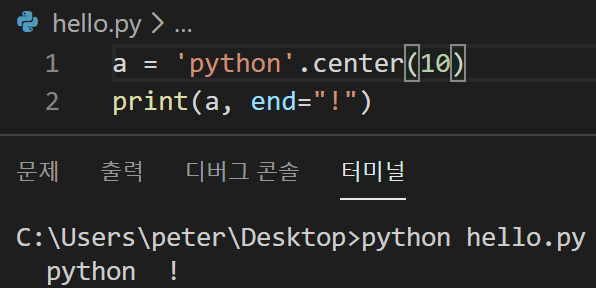 hello.py > ...
1 a = 'python'.center(10)
2 print(a, end="!")
문제 출력 디버그 콘솔 터미널
C:\Users\peter\Desktop>python hello.py
  python  !